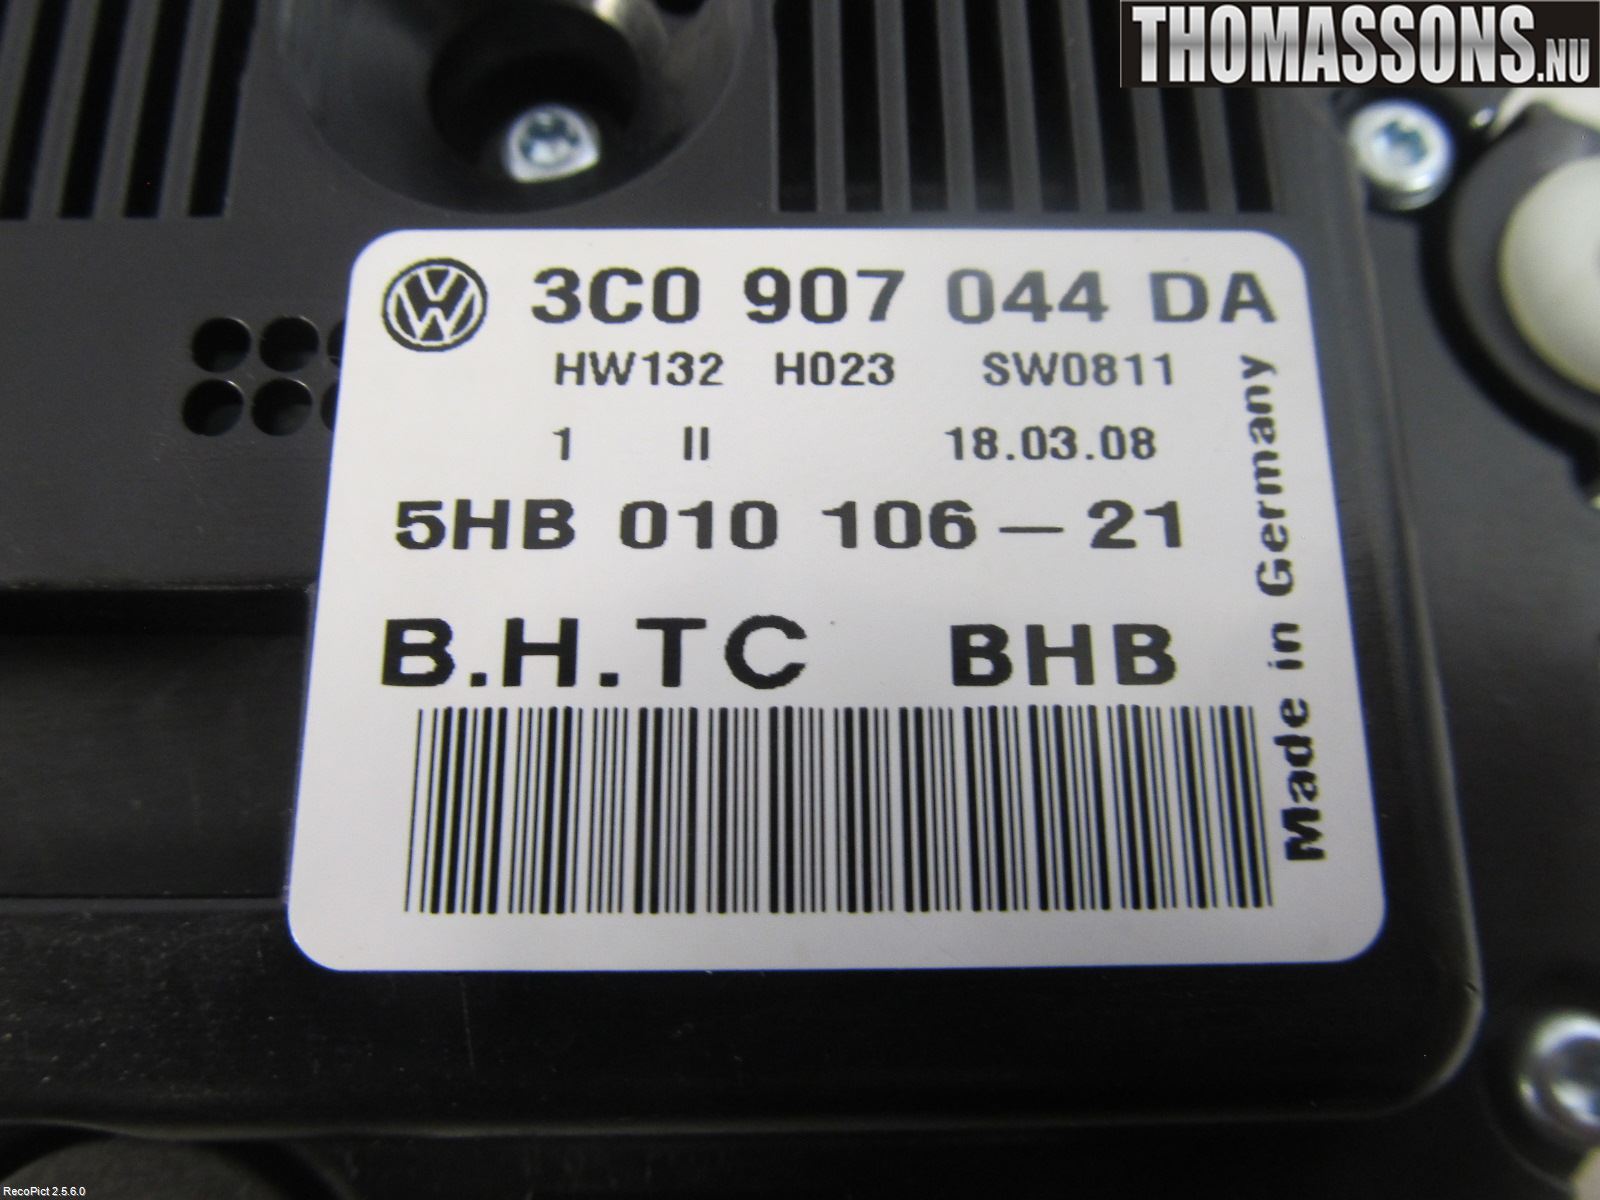 THOMASSONS.NU
3C0 907 044 DA
HW132 H023 SW0811
1 II 18.03.08
5HB 010 106-21
B.H.TC BHB
Made in Germany
RecoPict 2.5.6.0